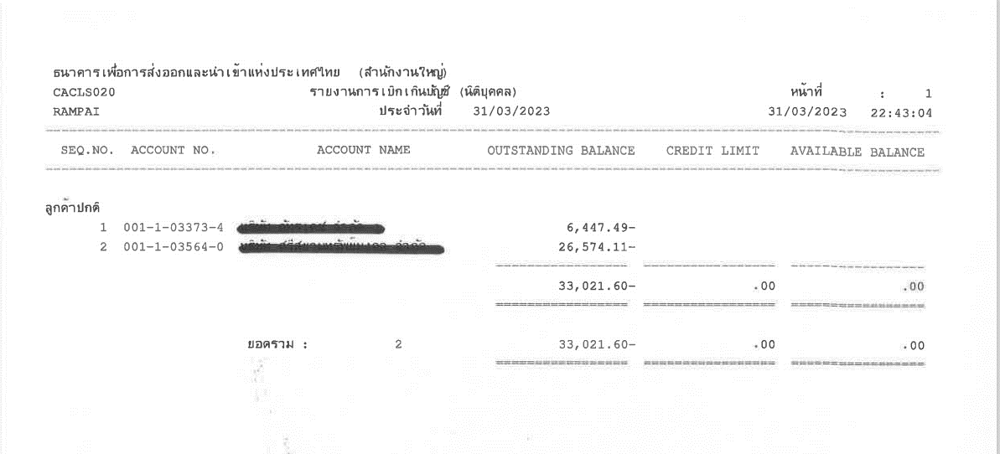 ธนาคารเพื่อการส่งออกและนำเข้าแห่งประเทศไทย (สำนักงานใหญ่)
CACLS020 รายงานการเบิกเกินบัญชี (นิติบุคคล) หน้าที่ : 1
RAMPAI ประจำวันที่ 31/03/2023 31/03/2023 22:43:04
SEQ.NO. ACCOUNT NO. ACCOUNT NAME OUTSTANDING BALANCE CREDIT LIMIT AVAILABLE BALANCE
ลูกค้าปกติ
1 001-1-03373-4 6,447.49-
2 001-1-03564-0 26,574.11-
33,021.60- .00 .00
ยอดรวม : 2 33,021.60- .00 .00